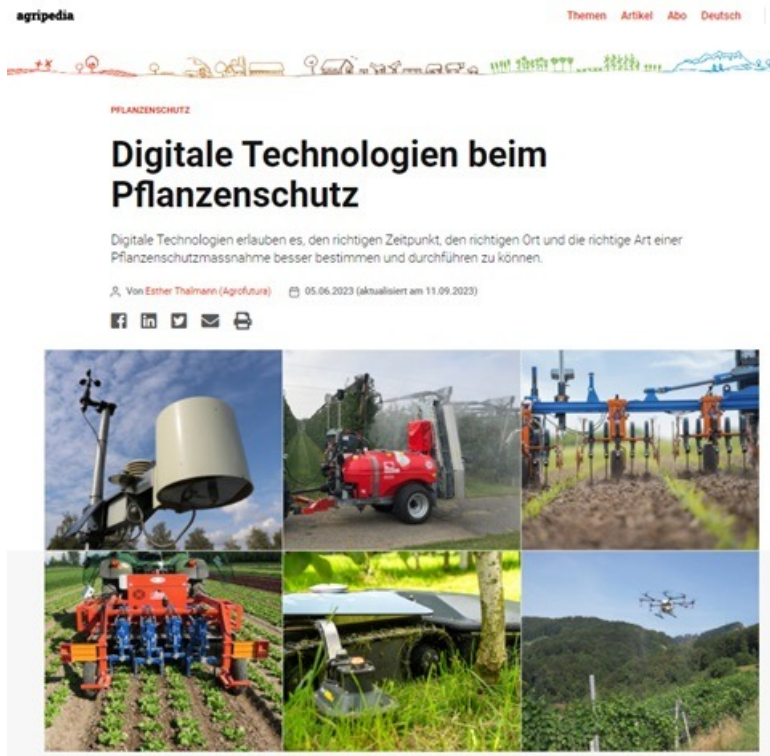 agripedia
Themen Artikel Abo Deutsch
PFLANZENSCHUTZ
Digitale Technologien beim
Pflanzenschutz
Digitale Technologien erlauben es, den richtigen Zeitpunkt, den richtigen Ort und die richtige Art einer
Pflanzenschutzmassnahme besser bestimmen und durchführen zu können.
Von Esther Thalmann (Agrofutura) 05.06.2023 (aktualisiert am 11.09.2023)